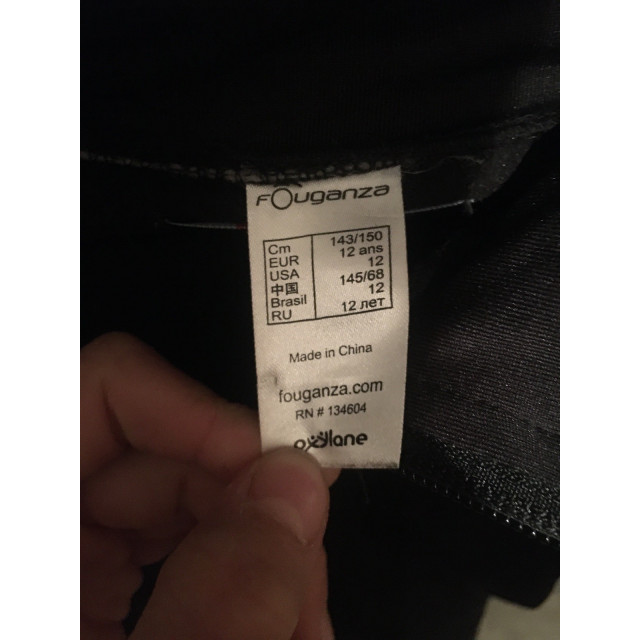 FOuganza
Cm 143/150
EUR 12 ans
USA 12
中国 145/68
Brasil 12
RU 12 лет
Made in China
fouganza.com
RN # 134604
oxylane